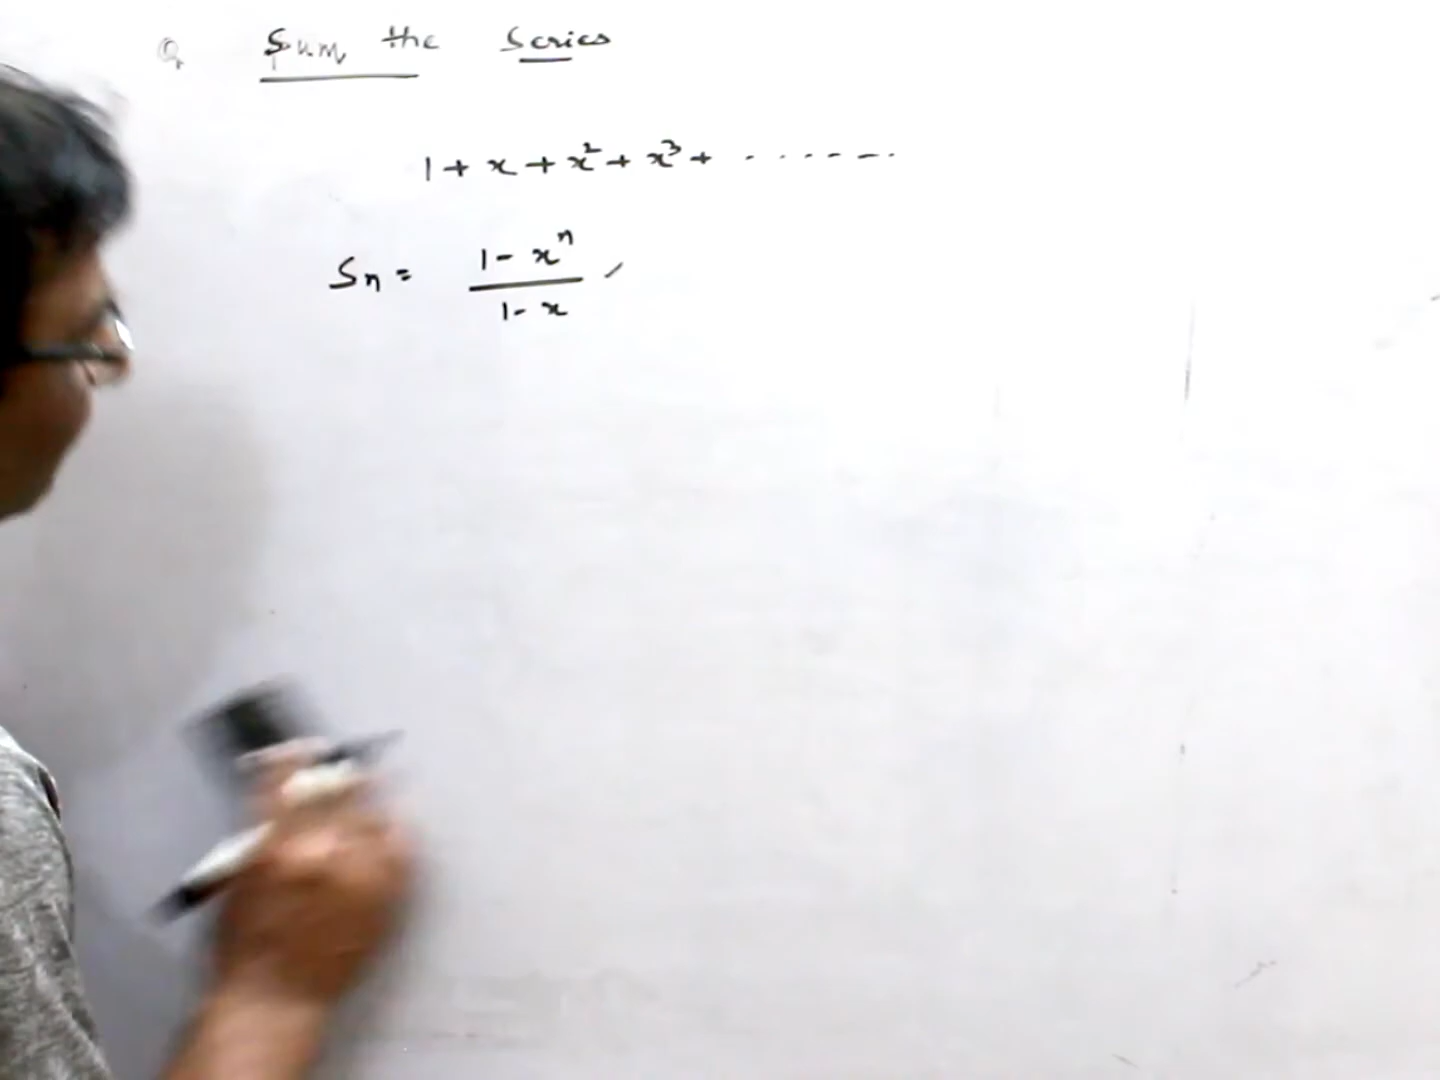 Q Sum the Series
1 + x + x² + x³ + . . . . . . .
Sn = (1 - xⁿ) / (1 - x)